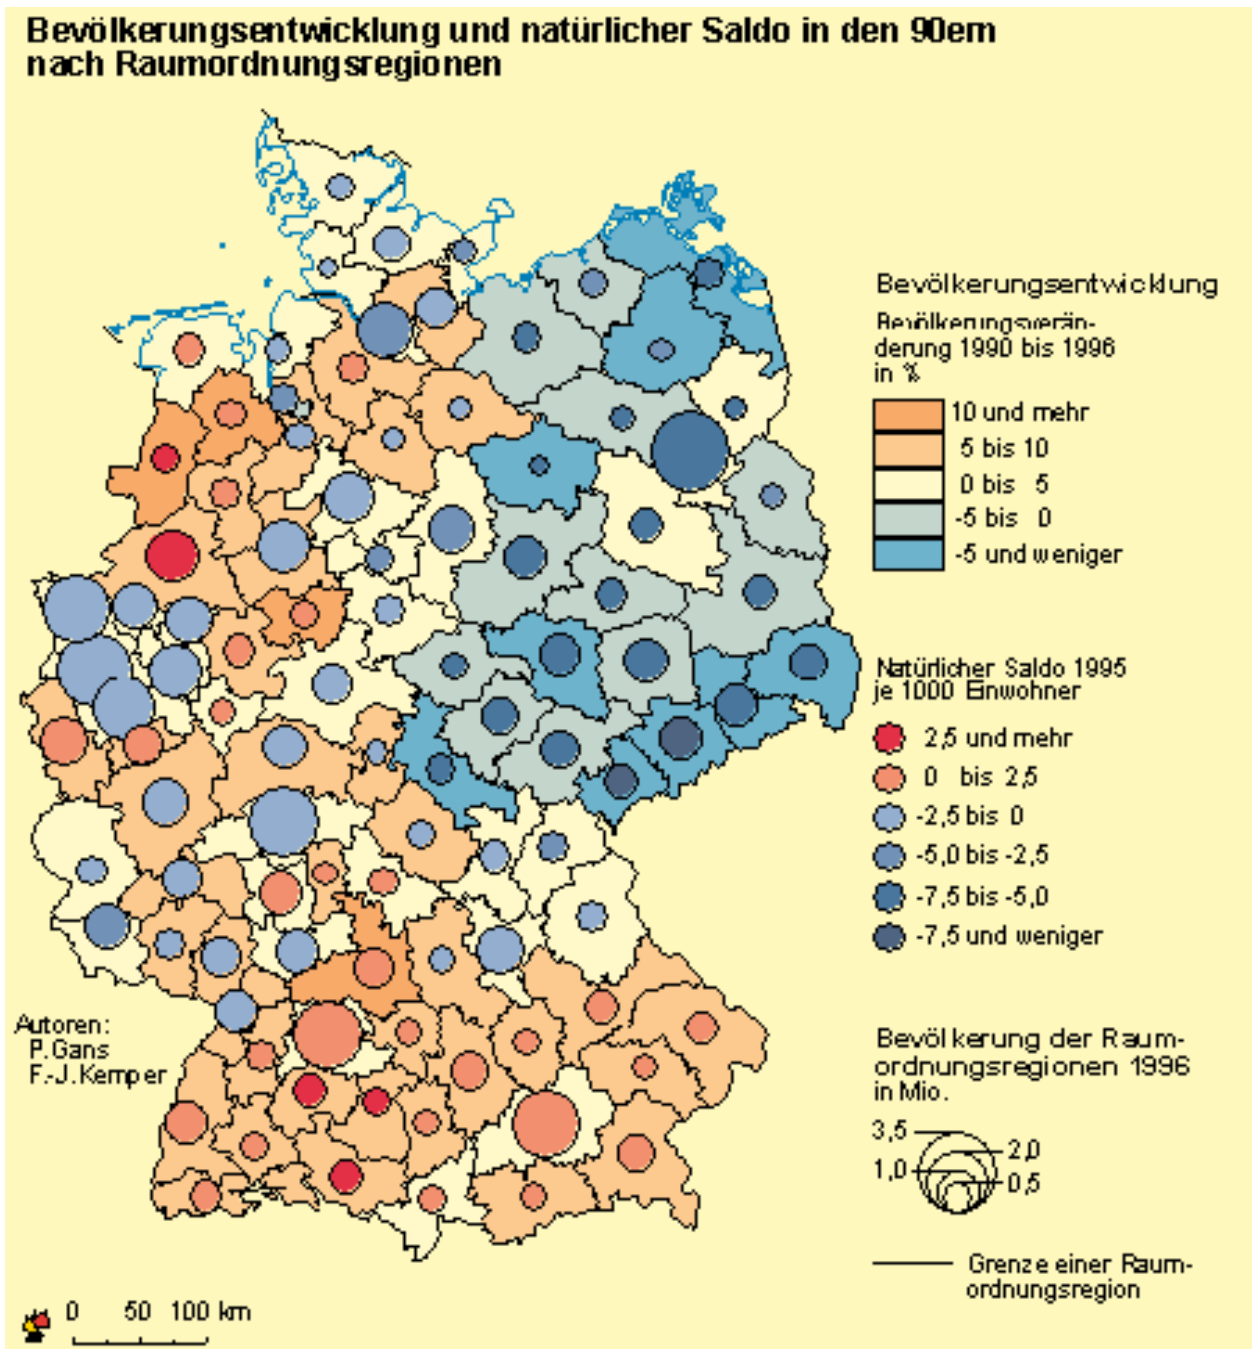 Bevölkerungsentwicklung und natürlicher Saldo in den 90ern
nach Raumordnungsregionen
Bevölkerungsentwicklung
Bevölkerungsverän-
derung 1990 bis 1996
in %
10 und mehr
5 bis 10
0 bis 5
-5 bis 0
-5 und weniger
Natürlicher Saldo 1995
je 1000 Einwohner
2,5 und mehr
0 bis 2,5
-2,5 bis 0
-5,0 bis -2,5
-7,5 bis -5,0
-7,5 und weniger
Autoren:
P.Gans
F.-J.Kemper
Bevölkerung der Raum-
ordnungsregionen 1996
in Mio.
3,5
2,0
1,0
0,5
Grenze einer Raum-
ordnungsregion
0 50 100 km